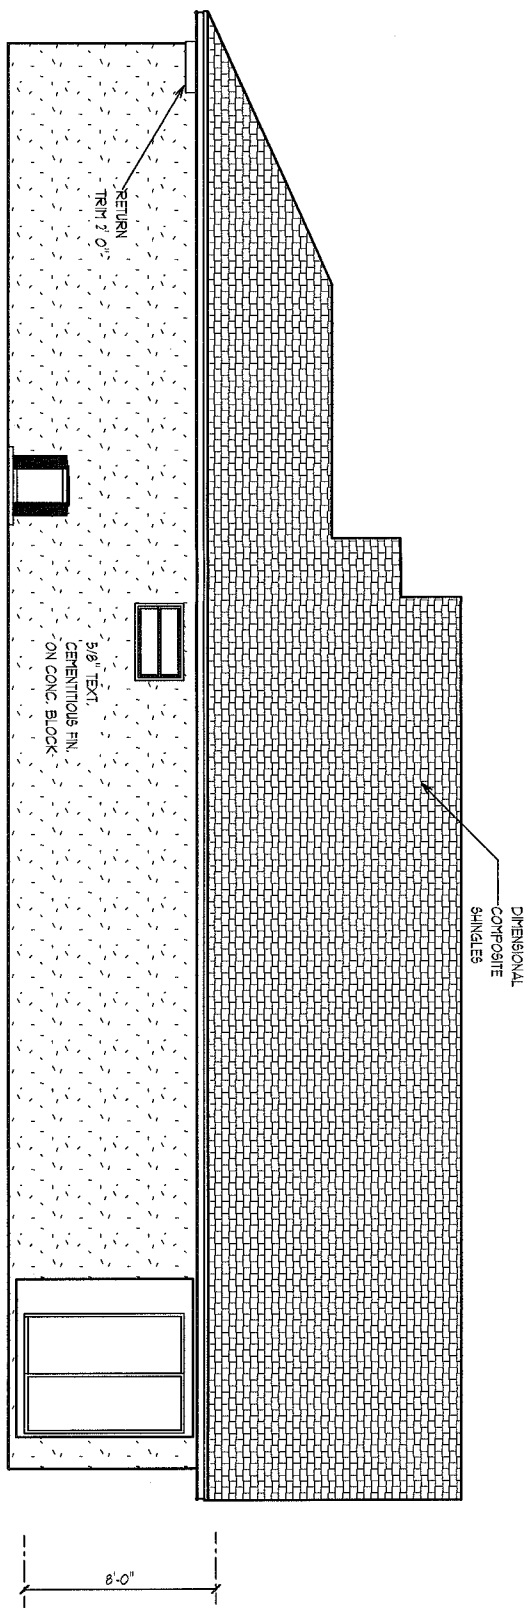 RETURN
TRIM 2' 0"
5/8" TEXT.
CEMENTITIOUS FIN.
ON CONC. BLOCK
DIMENSIONAL
COMPOSITE
SHINGLES
8'-0"